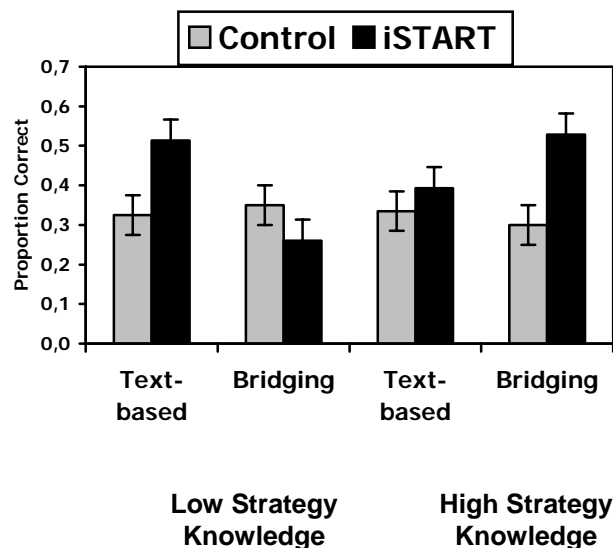 Control iSTART
0,7
0,6
0,5
0,4
0,3
0,2
0,1
0,0
Proportion Correct
Text-
based
Bridging
Text-
based
Bridging
Low Strategy
Knowledge
High Strategy
Knowledge